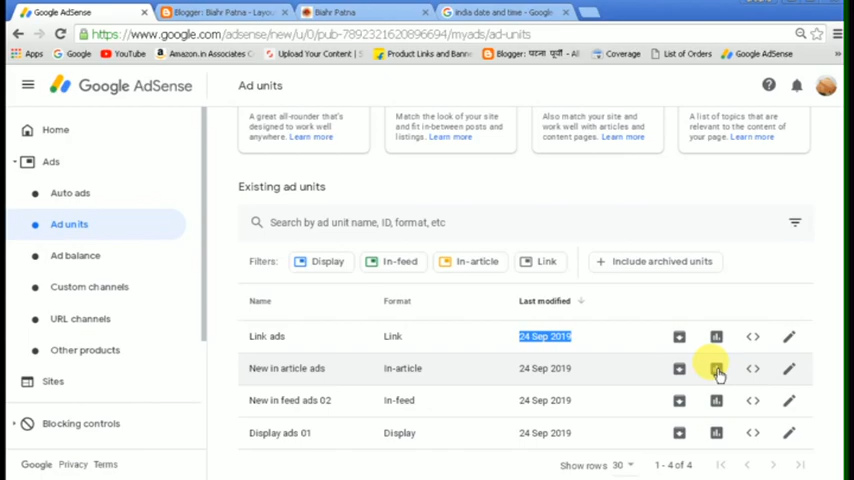 Google AdSense
Blogger: Biahr Patna - Layou
Biahr Patna
india date and time - Google
https://www.google.com/adsense/new/u/0/pub-7892321620896694/myads/ad-units
Apps
Google
YouTube
Amazon.in Associates C
Upload Your Content | S
Product Links and Bann
Blogger: पटना पूर्वी - All
Coverage
List of Orders
Google AdSense
Google AdSense
Ad units
A great all-rounder that's
designed to work well
anywhere. Learn more
Match the look of your site
and fit in-between posts and
listings. Learn more
Also match your site and
work well with articles and
content pages. Learn more
A list of topics that are
relevant to the content of
your page. Learn more
Home
Ads
Auto ads
Ad units
Ad balance
Custom channels
URL channels
Other products
Sites
Blocking controls
Google Privacy Terms
Existing ad units
Search by ad unit name, ID, format, etc
Filters: Display In-feed In-article Link + Include archived units
Name Format Last modified
Link ads Link 24 Sep 2019
New in article ads In-article 24 Sep 2019
New in feed ads 02 In-feed 24 Sep 2019
Display ads 01 Display 24 Sep 2019
Show rows 30 1 - 4 of 4